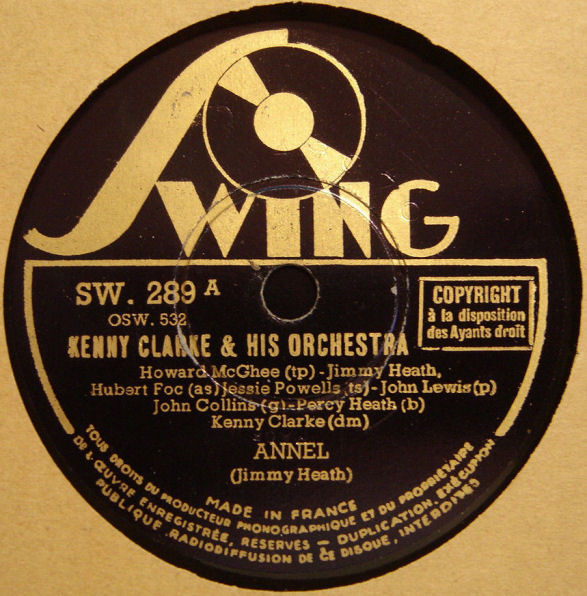 SWING
SW. 289 A
OSW. 532
COPYRIGHT
à la disposition
des Ayants droit
KENNY CLARKE & HIS ORCHESTRA
Howard McGhee (tp) - Jimmy Heath,
Hubert Foc (as) Jessie Powells (ts) - John Lewis (p)
John Collins (g) - Percy Heath (b)
Kenny Clarke (dm)
ANNEL
(Jimmy Heath)
MADE IN FRANCE
TOUS DROITS DU PRODUCTEUR PHONOGRAPHIQUE ET DU PROPRIÉTAIRE
DE L'ŒUVRE ENREGISTRÉE, RESERVÉS — DUPLICATION, EXÉCUTION
PUBLIQUE, RADIODIFFUSION DE CE DISQUE, INTERDITES